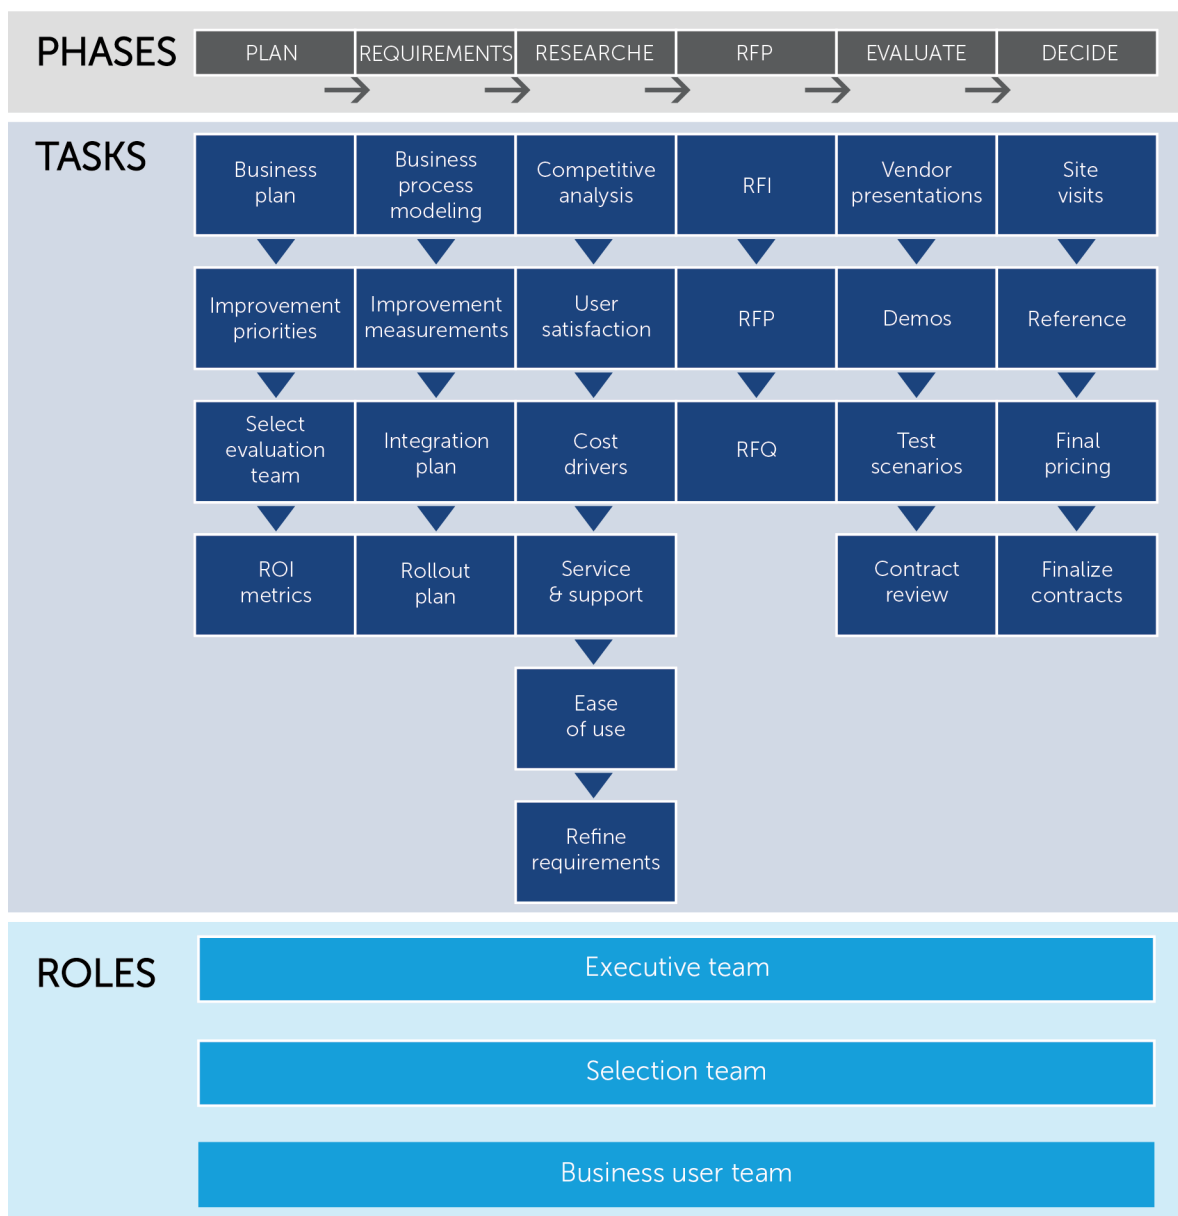 PHASES
PLAN
REQUIREMENTS
RESEARCHE
RFP
EVALUATE
DECIDE
TASKS
Business
plan
Improvement
priorities
Select
evaluation
team
ROI
metrics
Business
process
modeling
Improvement
measurements
Integration
plan
Rollout
plan
Competitive
analysis
User
satisfaction
Cost
drivers
Service
& support
Ease
of use
Refine
requirements
RFI
RFP
RFQ
Vendor
presentations
Demos
Test
scenarios
Contract
review
Site
visits
Reference
Final
pricing
Finalize
contracts
ROLES
Executive team
Selection team
Business user team